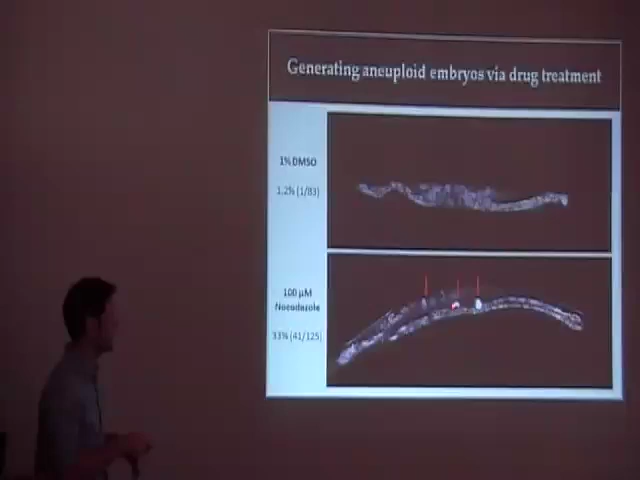 Generating aneuploid embryos via drug treatment
1% DMSO
1.2% (1/83)
100 µM
Nocodazole
33% (41/125)